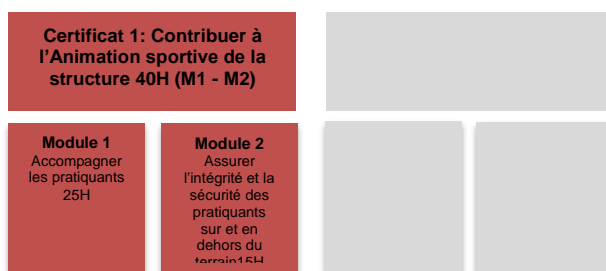 Certificat 1: Contribuer à
l'Animation sportive de la
structure 40H (M1 - M2)
Module 1
Accompagner
les pratiquants
25H
Module 2
Assurer
l'intégrité et la
sécurité des
pratiquants
sur et en
dehors du
terrain15H